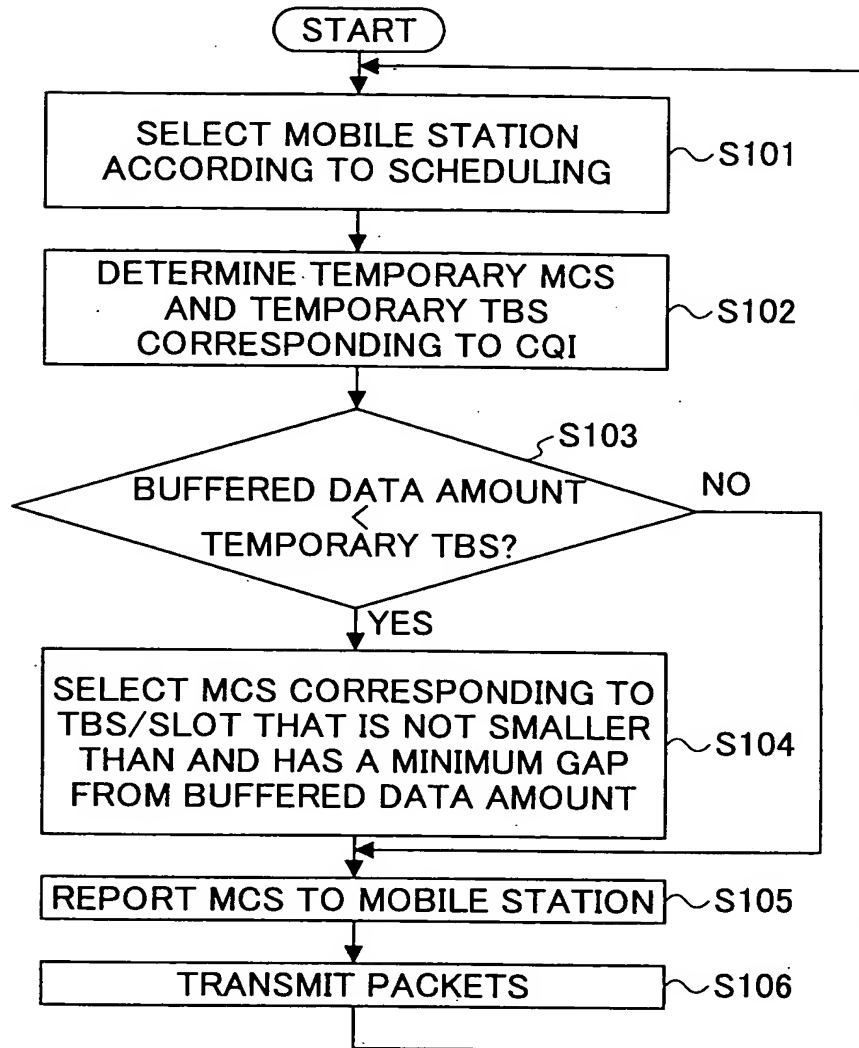 START
SELECT MOBILE STATION
ACCORDING TO SCHEDULING
S101
DETERMINE TEMPORARY MCS
AND TEMPORARY TBS
CORRESPONDING TO CQI
S102
S103
BUFFERED DATA AMOUNT
<
TEMPORARY TBS?
NO
YES
SELECT MCS CORRESPONDING TO
TBS/SLOT THAT IS NOT SMALLER
THAN AND HAS A MINIMUM GAP
FROM BUFFERED DATA AMOUNT
S104
REPORT MCS TO MOBILE STATION
S105
TRANSMIT PACKETS
S106